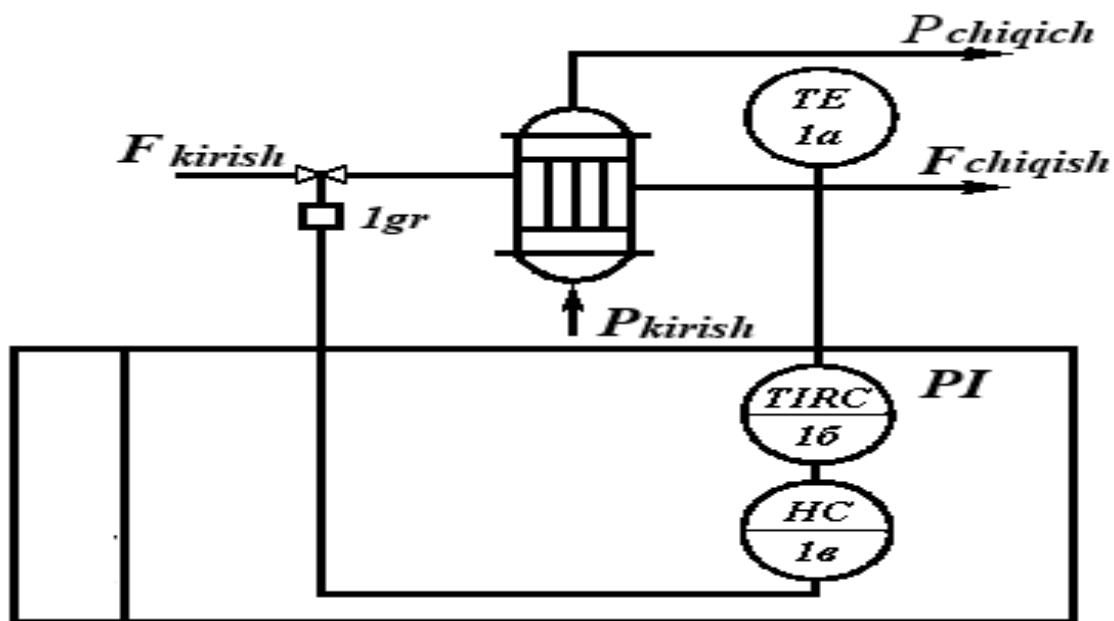 P chiqich
TE
1a
F kirish
F chiqish
1gr
P kirish
PI
TIRC
1б
HC
1в